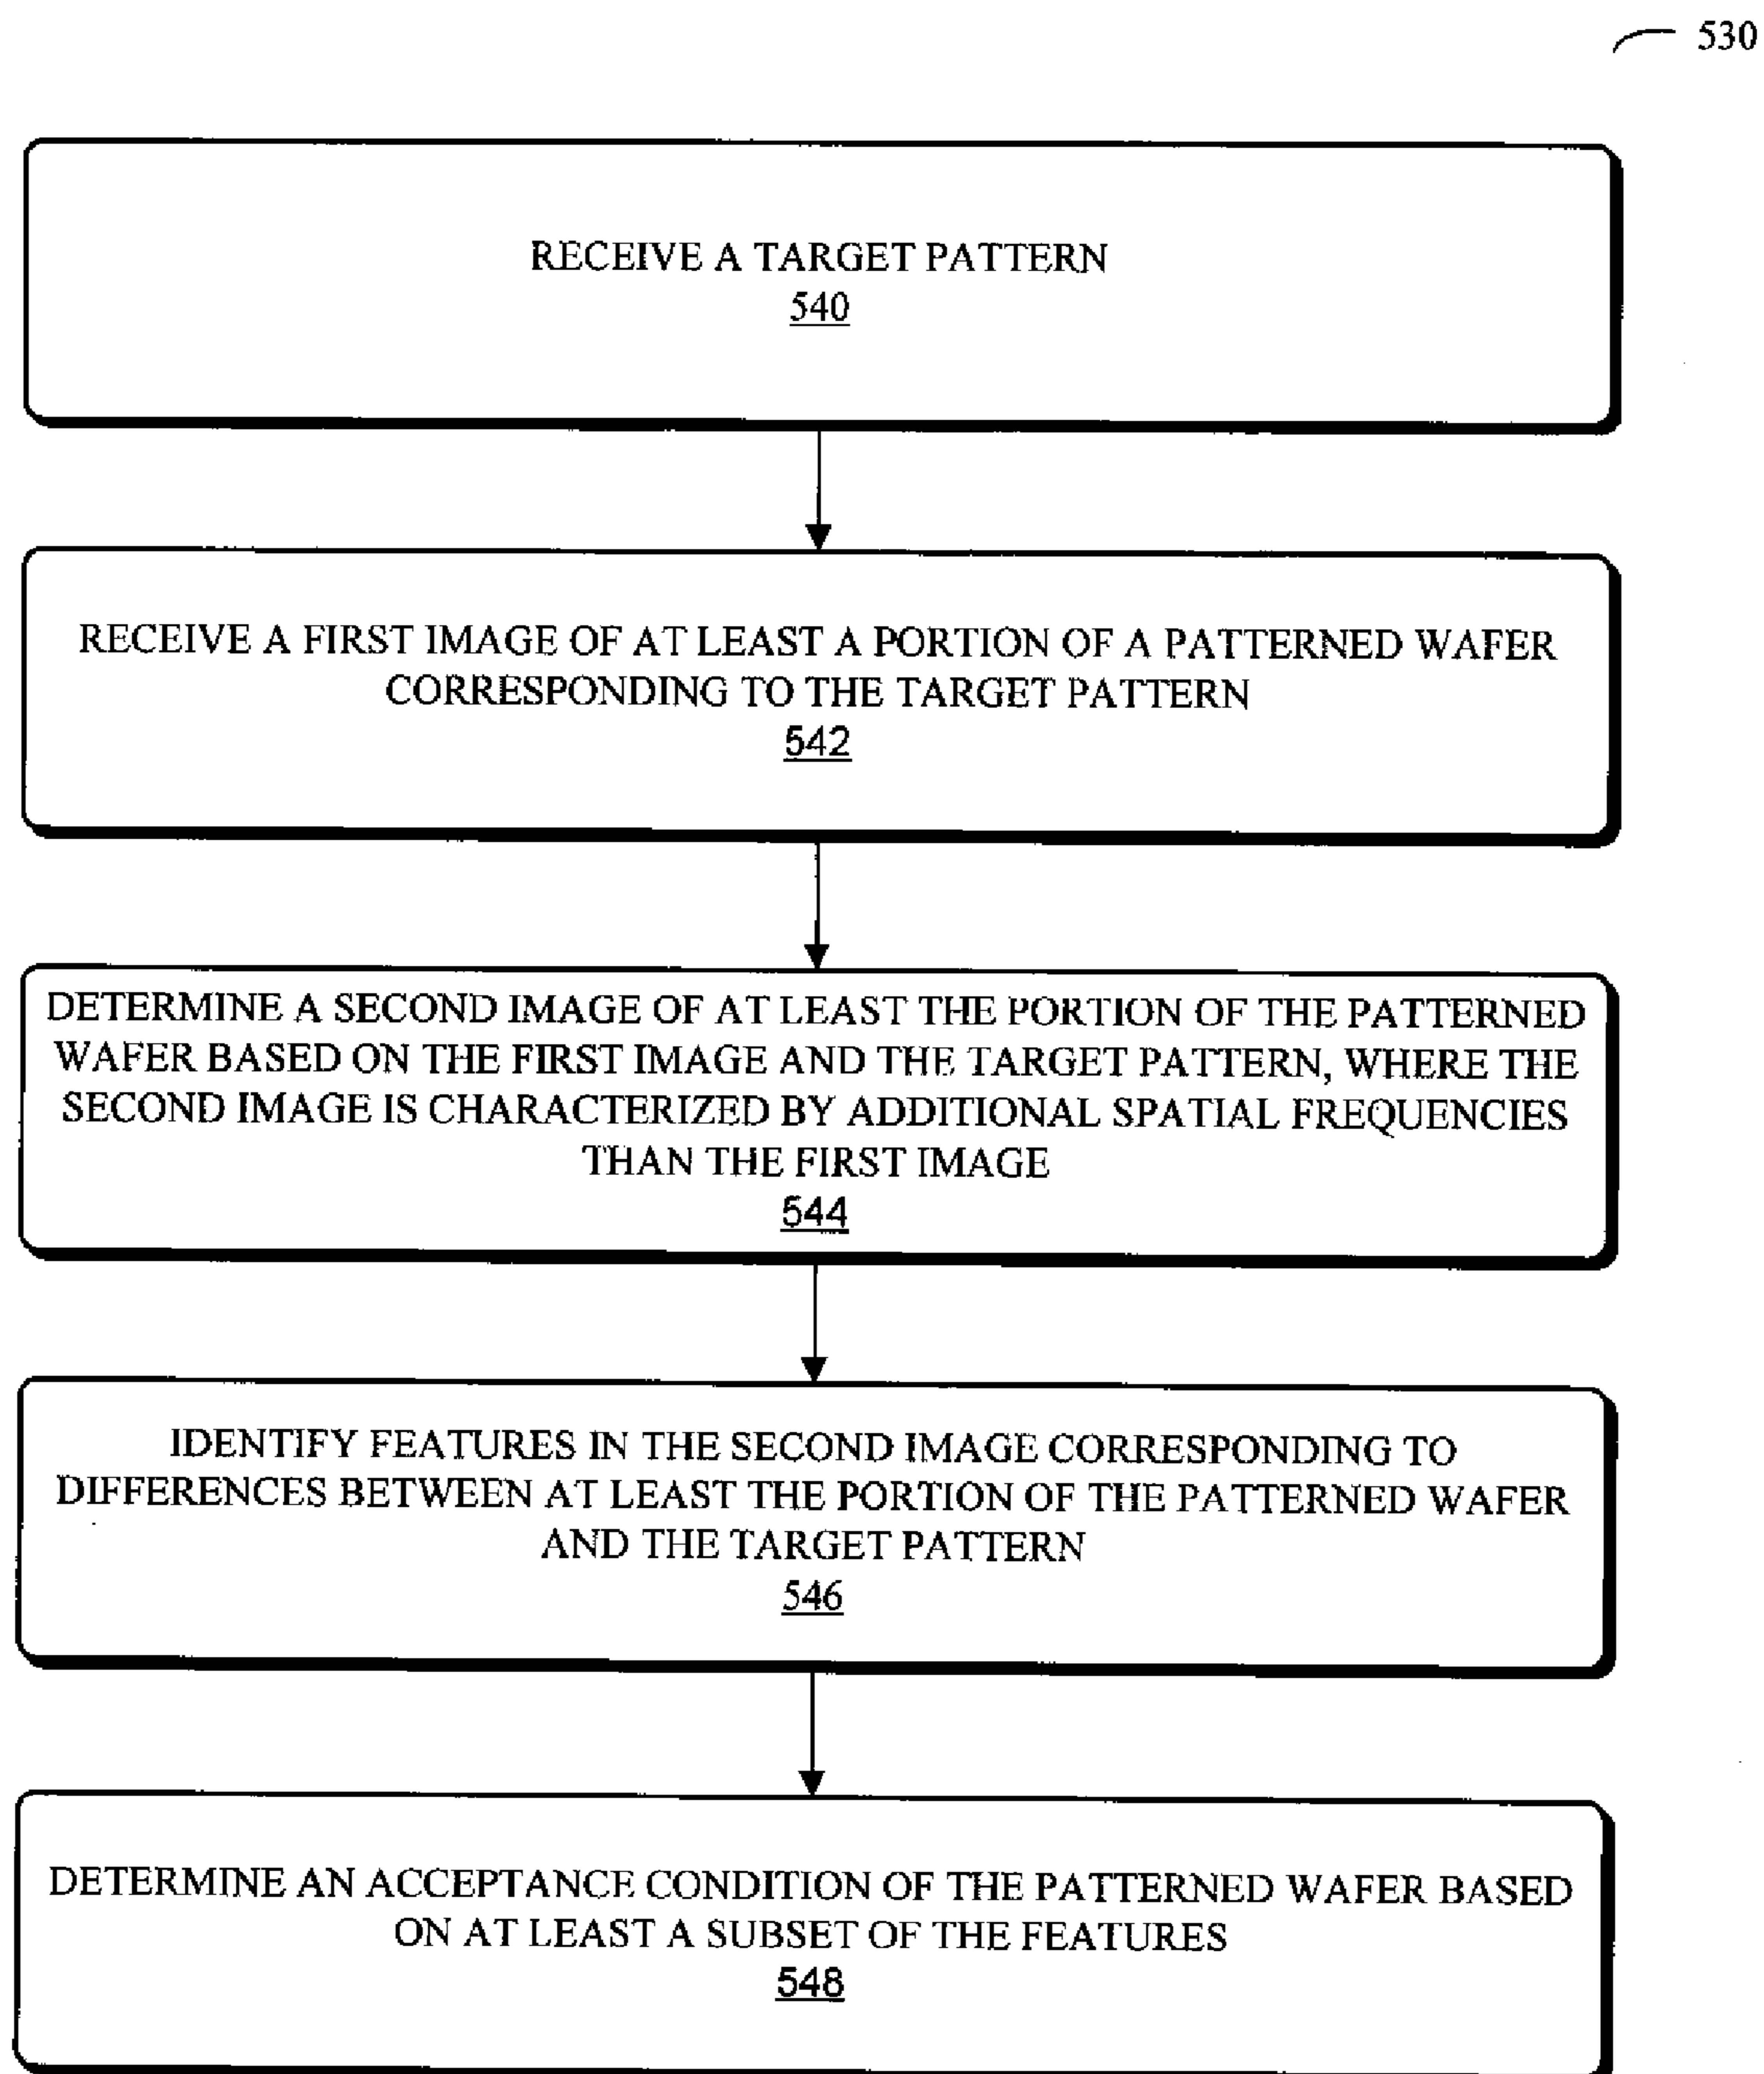 530
RECEIVE A TARGET PATTERN
540
RECEIVE A FIRST IMAGE OF AT LEAST A PORTION OF A PATTERNED WAFER
CORRESPONDING TO THE TARGET PATTERN
542
DETERMINE A SECOND IMAGE OF AT LEAST THE PORTION OF THE PATTERNED
WAFER BASED ON THE FIRST IMAGE AND THE TARGET PATTERN, WHERE THE
SECOND IMAGE IS CHARACTERIZED BY ADDITIONAL SPATIAL FREQUENCIES
THAN THE FIRST IMAGE
544
IDENTIFY FEATURES IN THE SECOND IMAGE CORRESPONDING TO
DIFFERENCES BETWEEN AT LEAST THE PORTION OF THE PATTERNED WAFER
AND THE TARGET PATTERN
546
DETERMINE AN ACCEPTANCE CONDITION OF THE PATTERNED WAFER BASED
ON AT LEAST A SUBSET OF THE FEATURES
548